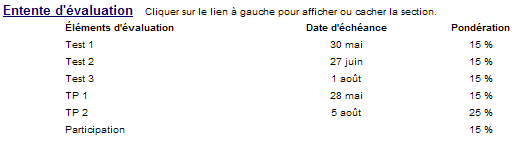 Entente d'évaluation Cliquer sur le lien à gauche pour afficher ou cacher la section.
Éléments d'évaluation Date d'échéance Pondération
Test 1 30 mai 15 %
Test 2 27 juin 15 %
Test 3 1 août 15 %
TP 1 28 mai 15 %
TP 2 5 août 25 %
Participation 15 %